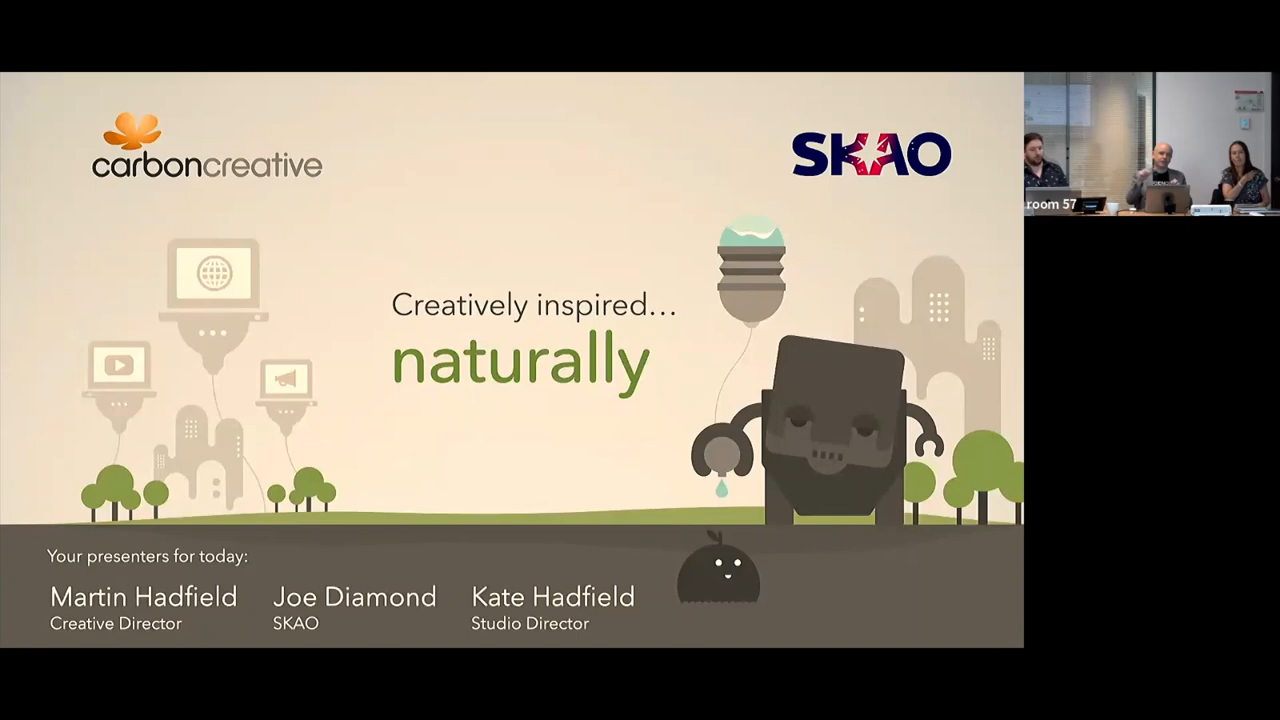 carboncreative
SKAO
Creatively inspired...
naturally
room 57
Your presenters for today:
Martin Hadfield
Creative Director
Joe Diamond
SKAO
Kate Hadfield
Studio Director